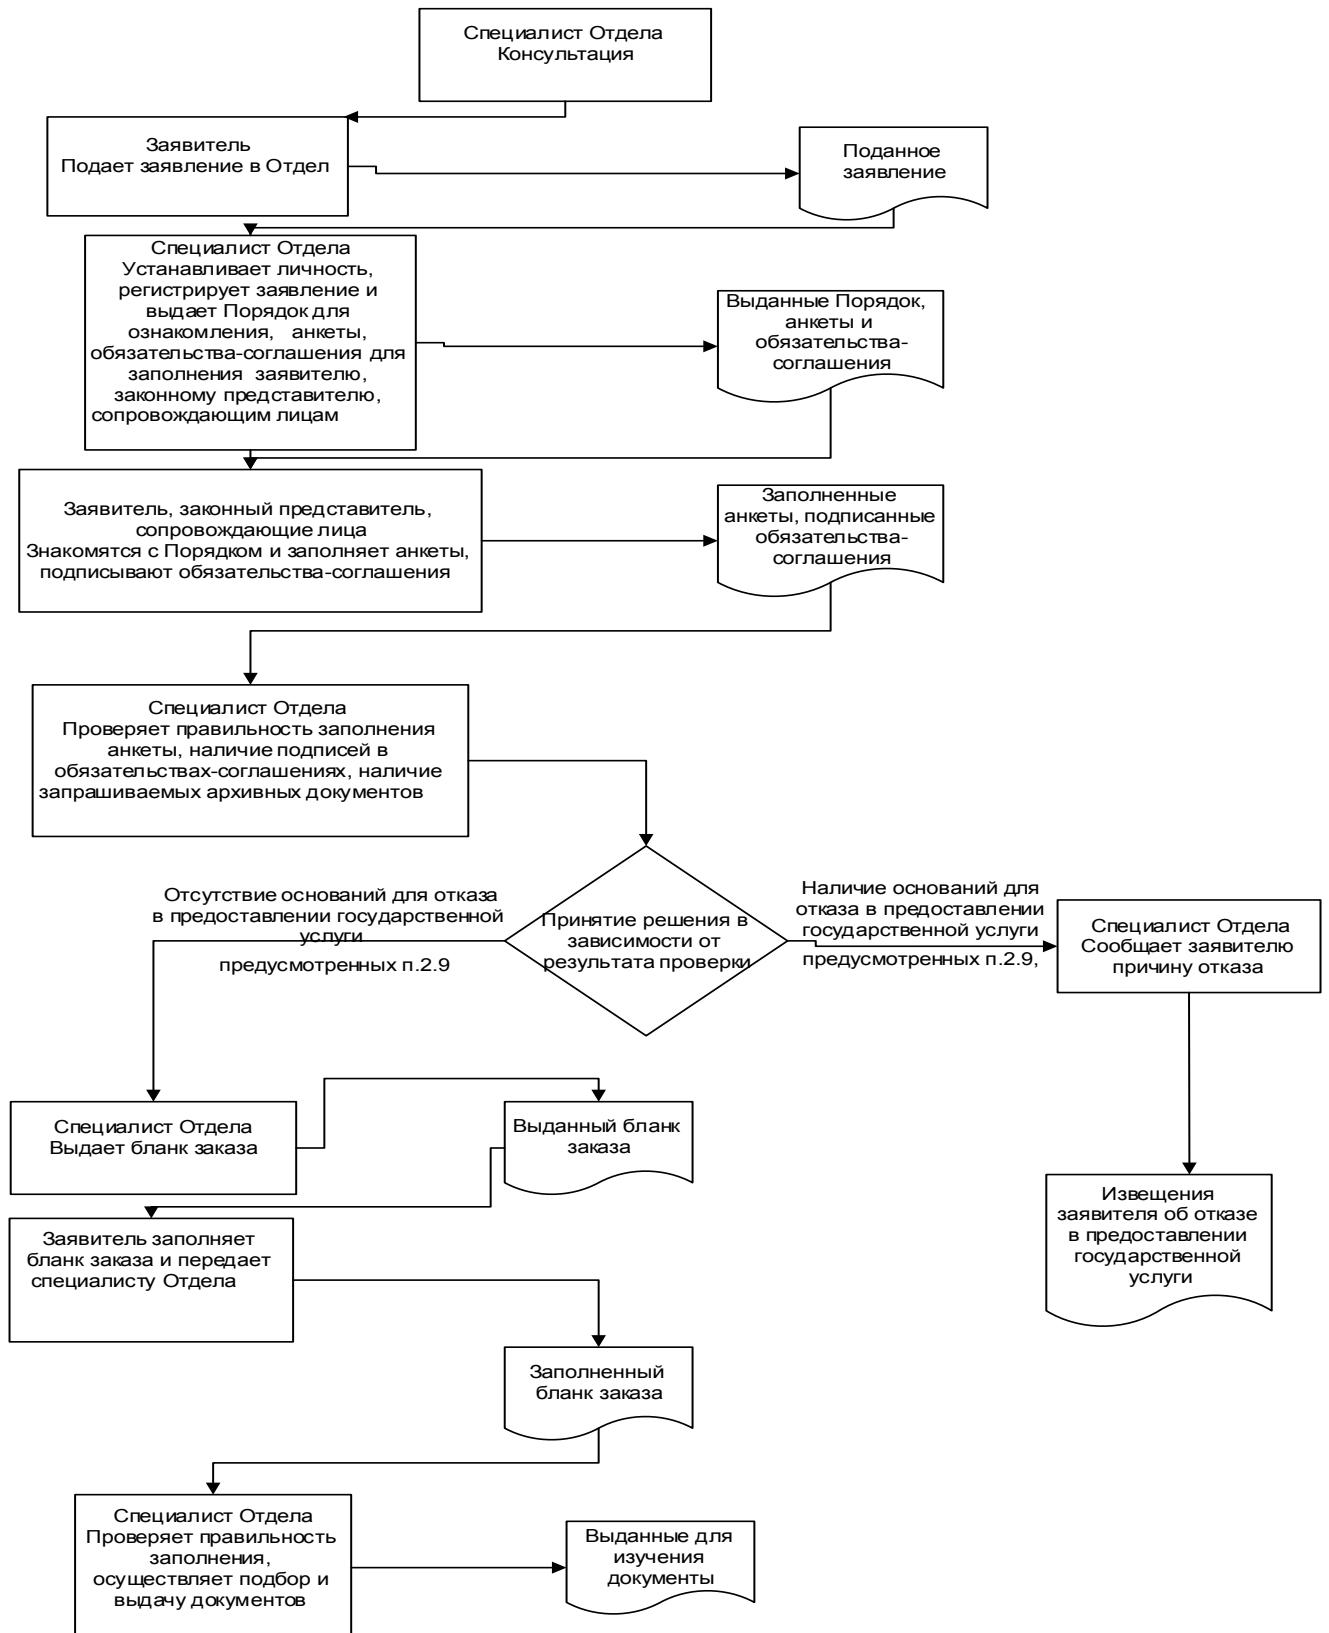 Специалист Отдела
Консультация
Заявитель
Подает заявление в Отдел
Поданное
заявление
Специалист Отдела
Устанавливает личность,
регистрирует заявление и
выдает Порядок для
ознакомления, анкеты,
обязательства-соглашения для
заполнения заявителю,
законному представителю,
сопровождающим лицам
Выданные Порядок,
анкеты и
обязательства-
соглашения
Заявитель, законный представитель,
сопровождающие лица
Знакомятся с Порядком и заполняет анкеты,
подписывают обязательства-соглашения
Заполненные
анкеты, подписанные
обязательства-
соглашения
Специалист Отдела
Проверяет правильность заполнения
анкеты, наличие подписей в
обязательствах-соглашениях, наличие
запрашиваемых архивных документов
Отсутствие оснований для отказа
в предоставлении государственной
услуги
предусмотренных п.2.9
Принятие решения в
зависимости от
результата проверки
Наличие оснований для
отказа в предоставлении
государственной услуги
предусмотренных п.2.9,
Специалист Отдела
Сообщает заявителю
причину отказа
Специалист Отдела
Выдает бланк заказа
Выданный бланк
заказа
Извещения
заявителя об отказе
в предоставлении
государственной
услуги
Заявитель заполняет
бланк заказа и передает
специалисту Отдела
Заполненный
бланк заказа
Специалист Отдела
Проверяет правильность
заполнения,
осуществляет подбор и
выдачу документов
Выданные для
изучения
документы